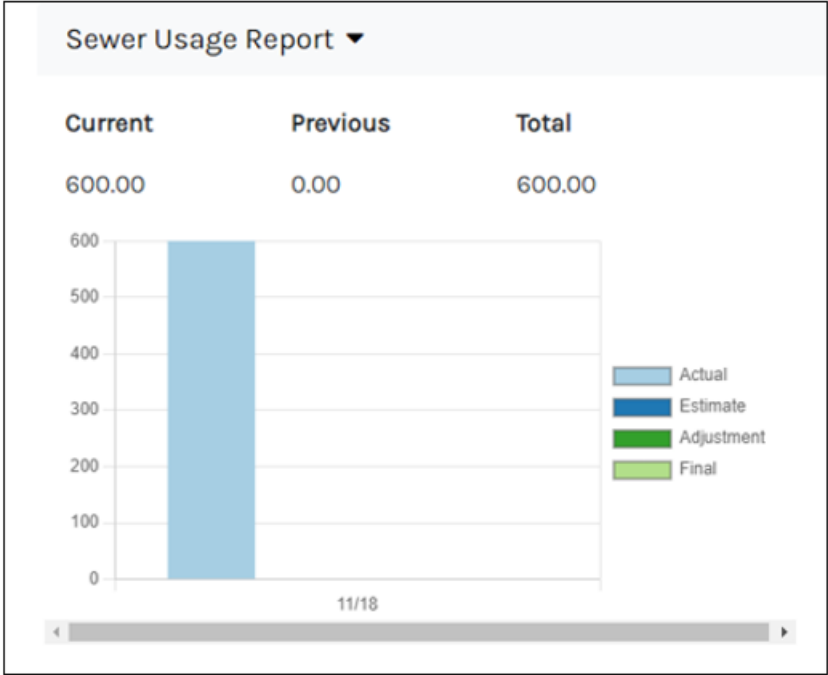 Sewer Usage Report
Current Previous Total
600.00 0.00 600.00
600
500
400
300
200
100
0
11/18
Actual
Estimate
Adjustment
Final